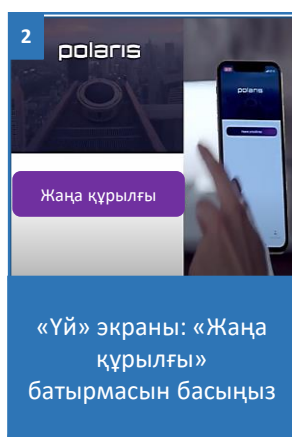 2
polaris
polaris
Жаңа құрылғы
«Үй» экраны: «Жаңа
құрылғы»
батырмасын басыңыз